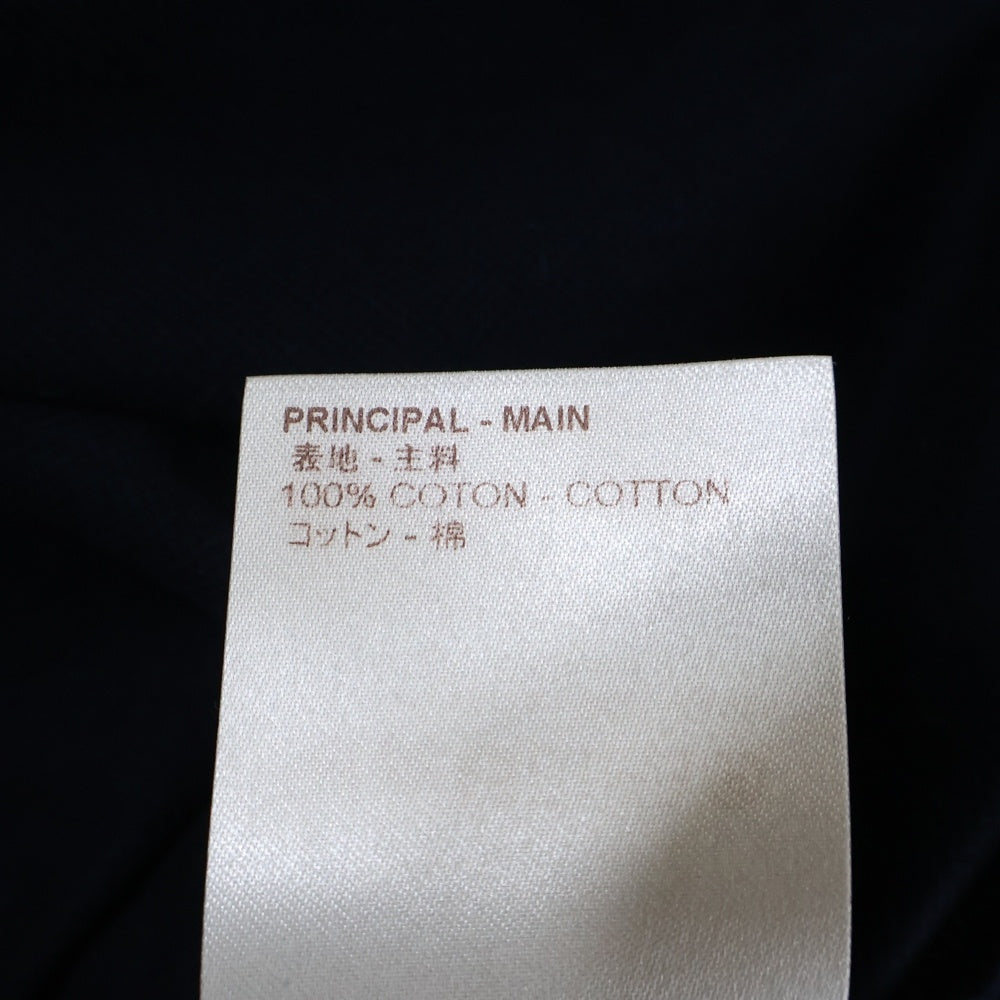 PRINCIPAL - MAIN
表地 - 主料
100% COTON - COTTON
コットン - 棉